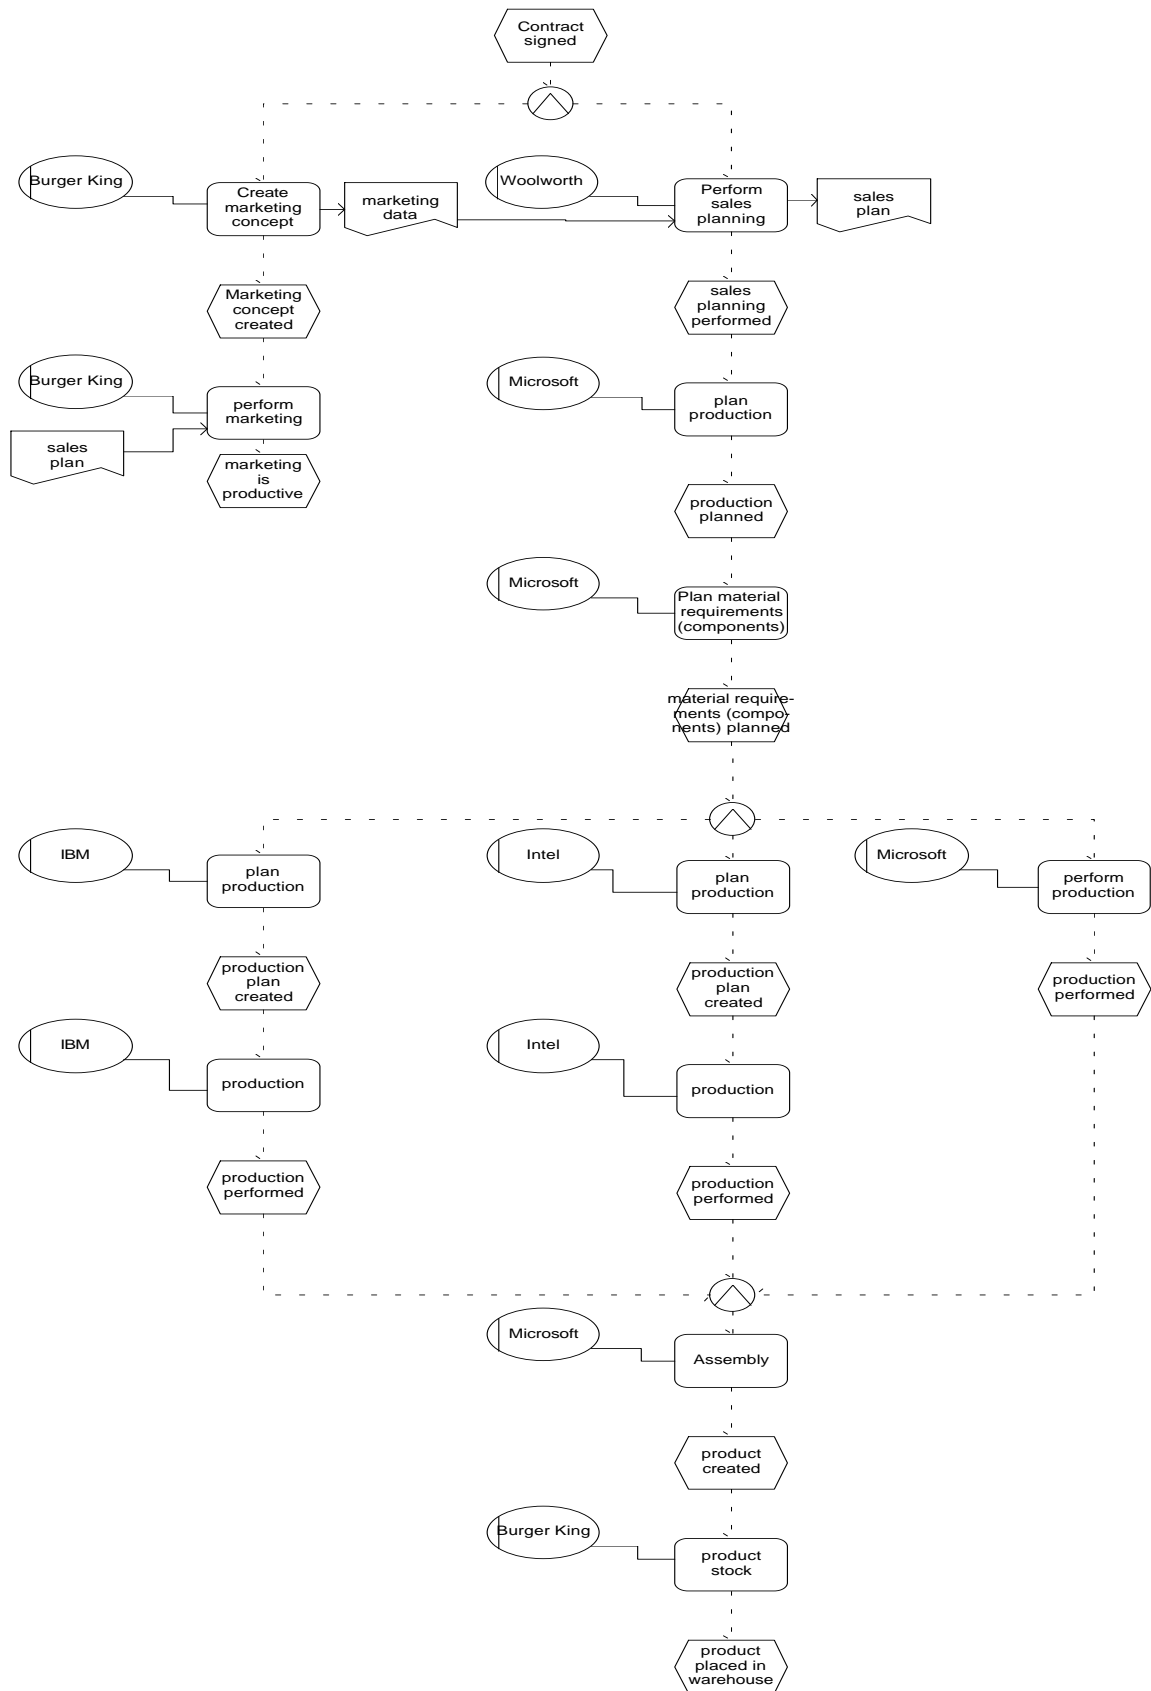 Contract
signed
Burger King
Create
marketing
concept
marketing
data
Woolworth
Perform
sales
planning
sales
plan
Marketing
concept
created
sales
planning
performed
Burger King
perform
marketing
Microsoft
plan
production
sales
plan
marketing
is
productive
production
planned
Microsoft
Plan material
requirements
(components)
material require-
ments (compo-
nents) planned
IBM
plan
production
Intel
plan
production
Microsoft
perform
production
production
plan
created
production
plan
created
production
performed
IBM
production
Intel
production
production
performed
production
performed
Microsoft
Assembly
product
created
Burger King
product
stock
product
placed in
warehouse